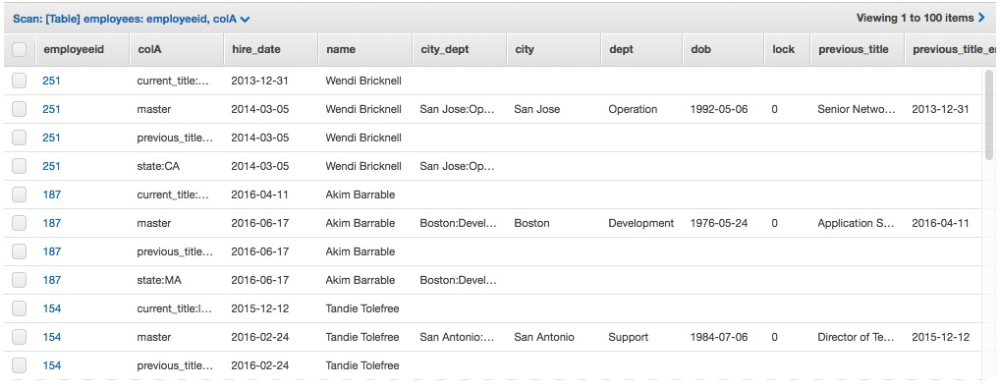 Scan: [Table] employees: employeeid, colA Viewing 1 to 100 items
employeeid colA hire_date name city_dept city dept dob lock previous_title previous_title_e
251 current_title:... 2013-12-31 Wendi Bricknell
251 master 2014-03-05 Wendi Bricknell San Jose:Op... San Jose Operation 1992-05-06 0 Senior Netwo... 2013-12-31
251 previous_title... 2014-03-05 Wendi Bricknell
251 state:CA 2014-03-05 Wendi Bricknell San Jose:Op...
187 current_title:... 2016-04-11 Akim Barrable
187 master 2016-06-17 Akim Barrable Boston:Devel... Boston Development 1976-05-24 0 Application S... 2016-04-11
187 previous_title... 2016-06-17 Akim Barrable
187 state:MA 2016-06-17 Akim Barrable Boston:Devel...
154 current_title:I... 2015-12-12 Tandie Tolefree
154 master 2016-02-24 Tandie Tolefree San Antonio:... San Antonio Support 1984-07-06 0 Director of Te... 2015-12-12
154 previous_title... 2016-02-24 Tandie Tolefree